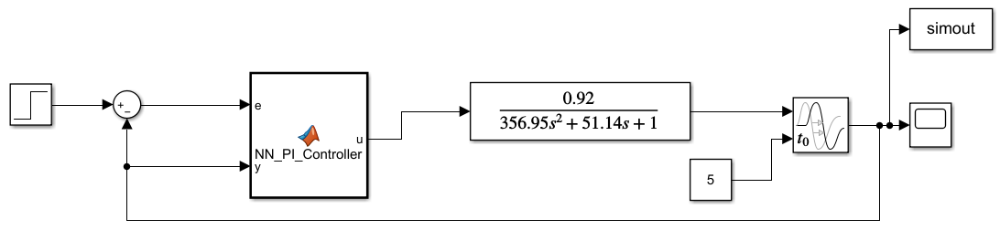 simout
+
−
e
u
NN_PI_Controller
y
0.92
356.95s² + 51.14s + 1
t₀
5